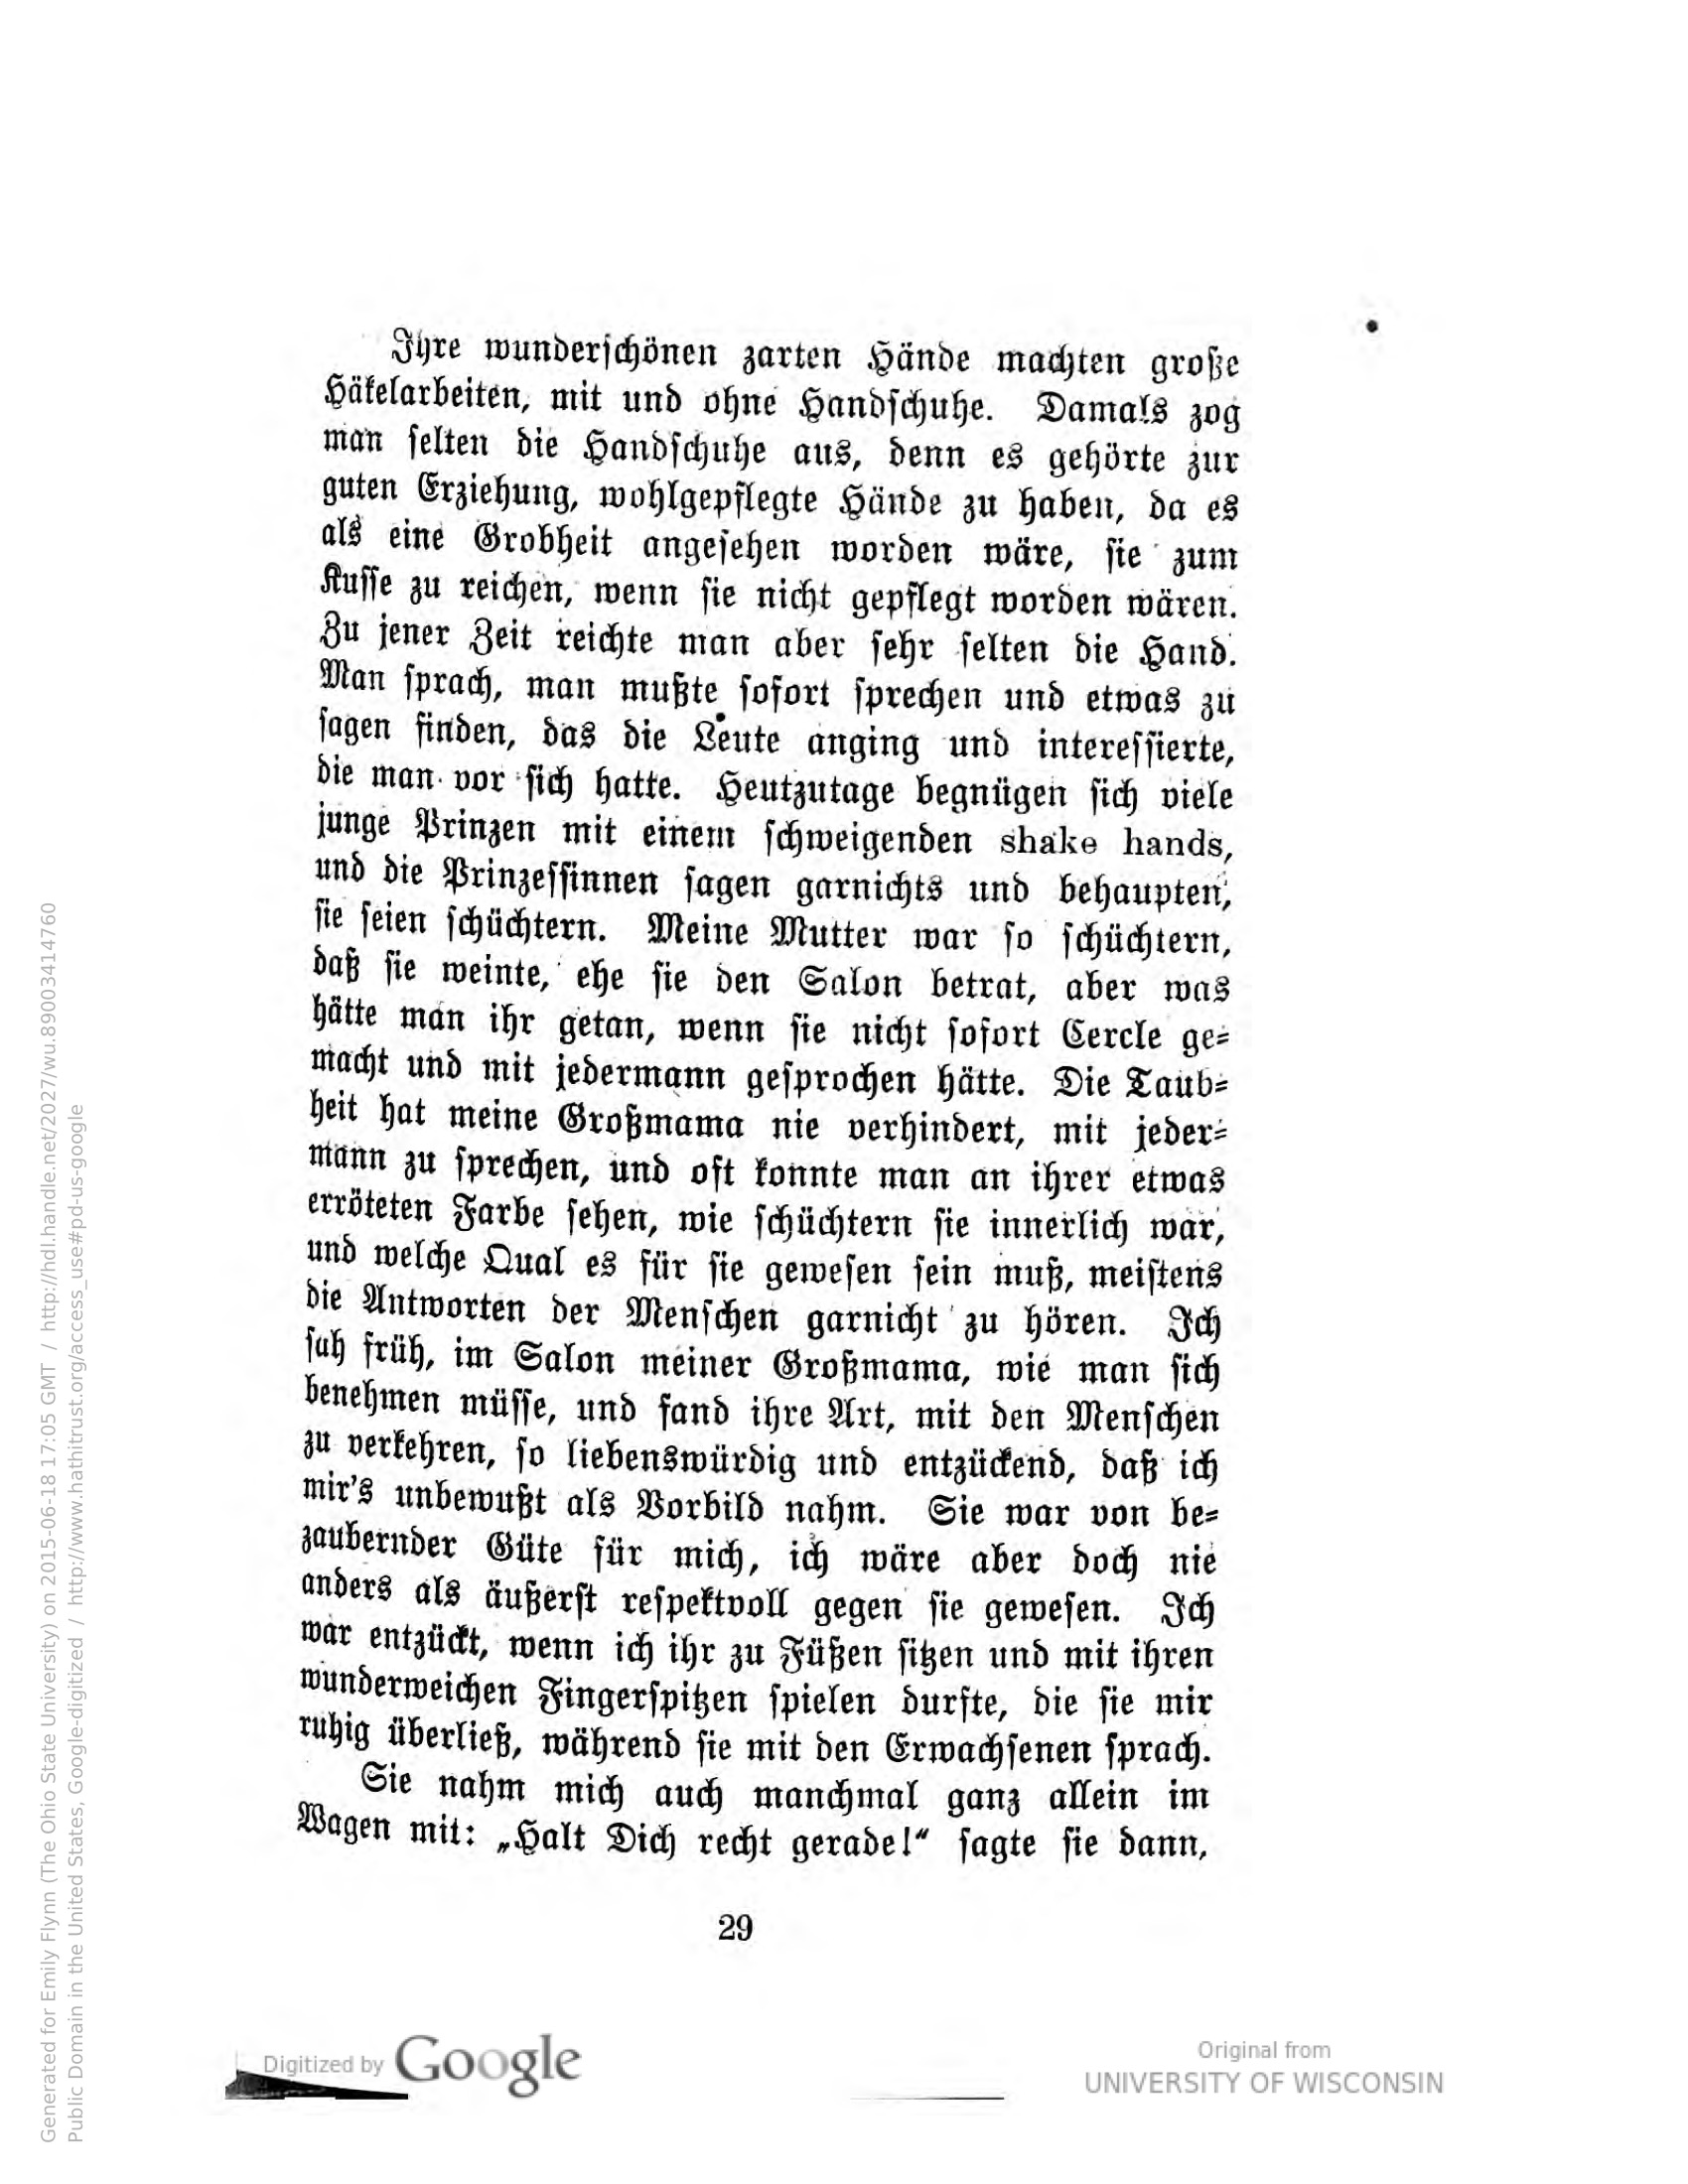 Ihre wunderschönen zarten Hände machten große
Häkelarbeiten, mit und ohne Handschuhe. Damals zog
man selten die Handschuhe aus, denn es gehörte zur
guten Erziehung, wohlgepflegte Hände zu haben, da es
als eine Grobheit angesehen worden wäre, sie zum
Kusse zu reichen, wenn sie nicht gepflegt worden wären.
Zu jener Zeit reichte man aber sehr selten die Hand.
Man sprach, man mußte sofort sprechen und etwas zu
sagen finden, das die Leute anging und interessierte,
die man vor sich hatte. Heutzutage begnügen sich viele
junge Prinzen mit einem schweigenden shake hands,
und die Prinzessinnen sagen garnichts und behaupten,
sie seien schüchtern. Meine Mutter war so schüchtern,
daß sie weinte, ehe sie den Salon betrat, aber was
hätte man ihr getan, wenn sie nicht sofort Cercle ge-
macht und mit jedermann gesprochen hätte. Die Taub-
heit hat meine Großmama nie verhindert, mit jeder-
mann zu sprechen, und oft konnte man an ihrer etwas
erröteten Farbe sehen, wie schüchtern sie innerlich war,
und welche Qual es für sie gewesen sein muß, meistens
die Antworten der Menschen garnicht zu hören. Ich
sah früh, im Salon meiner Großmama, wie man sich
benehmen müsse, und fand ihre Art, mit den Menschen
zu verkehren, so liebenswürdig und entzückend, daß ich
mir's unbewußt als Vorbild nahm. Sie war von be-
zaubernder Güte für mich, ich wäre aber doch nie
anders als äußerst respektvoll gegen sie gewesen. Ich
war entzückt, wenn ich ihr zu Füßen sitzen und mit ihren
wunderweichen Fingerspitzen spielen durfte, die sie mir
ruhig überließ, während sie mit den Erwachsenen sprach.
Sie nahm mich auch manchmal ganz allein im
Wagen mit: „Halt Dich recht gerade!“ sagte sie dann,
29
Generated for Emily Flynn (The Ohio State University) on 2015-06-18 17:05 GMT / http://hdl.handle.net/2027/wu.89003414760
Public Domain in the United States, Google-digitized / http://www.hathitrust.org/access_use#pd-us-google
Digitized by Google
Original from
UNIVERSITY OF WISCONSIN